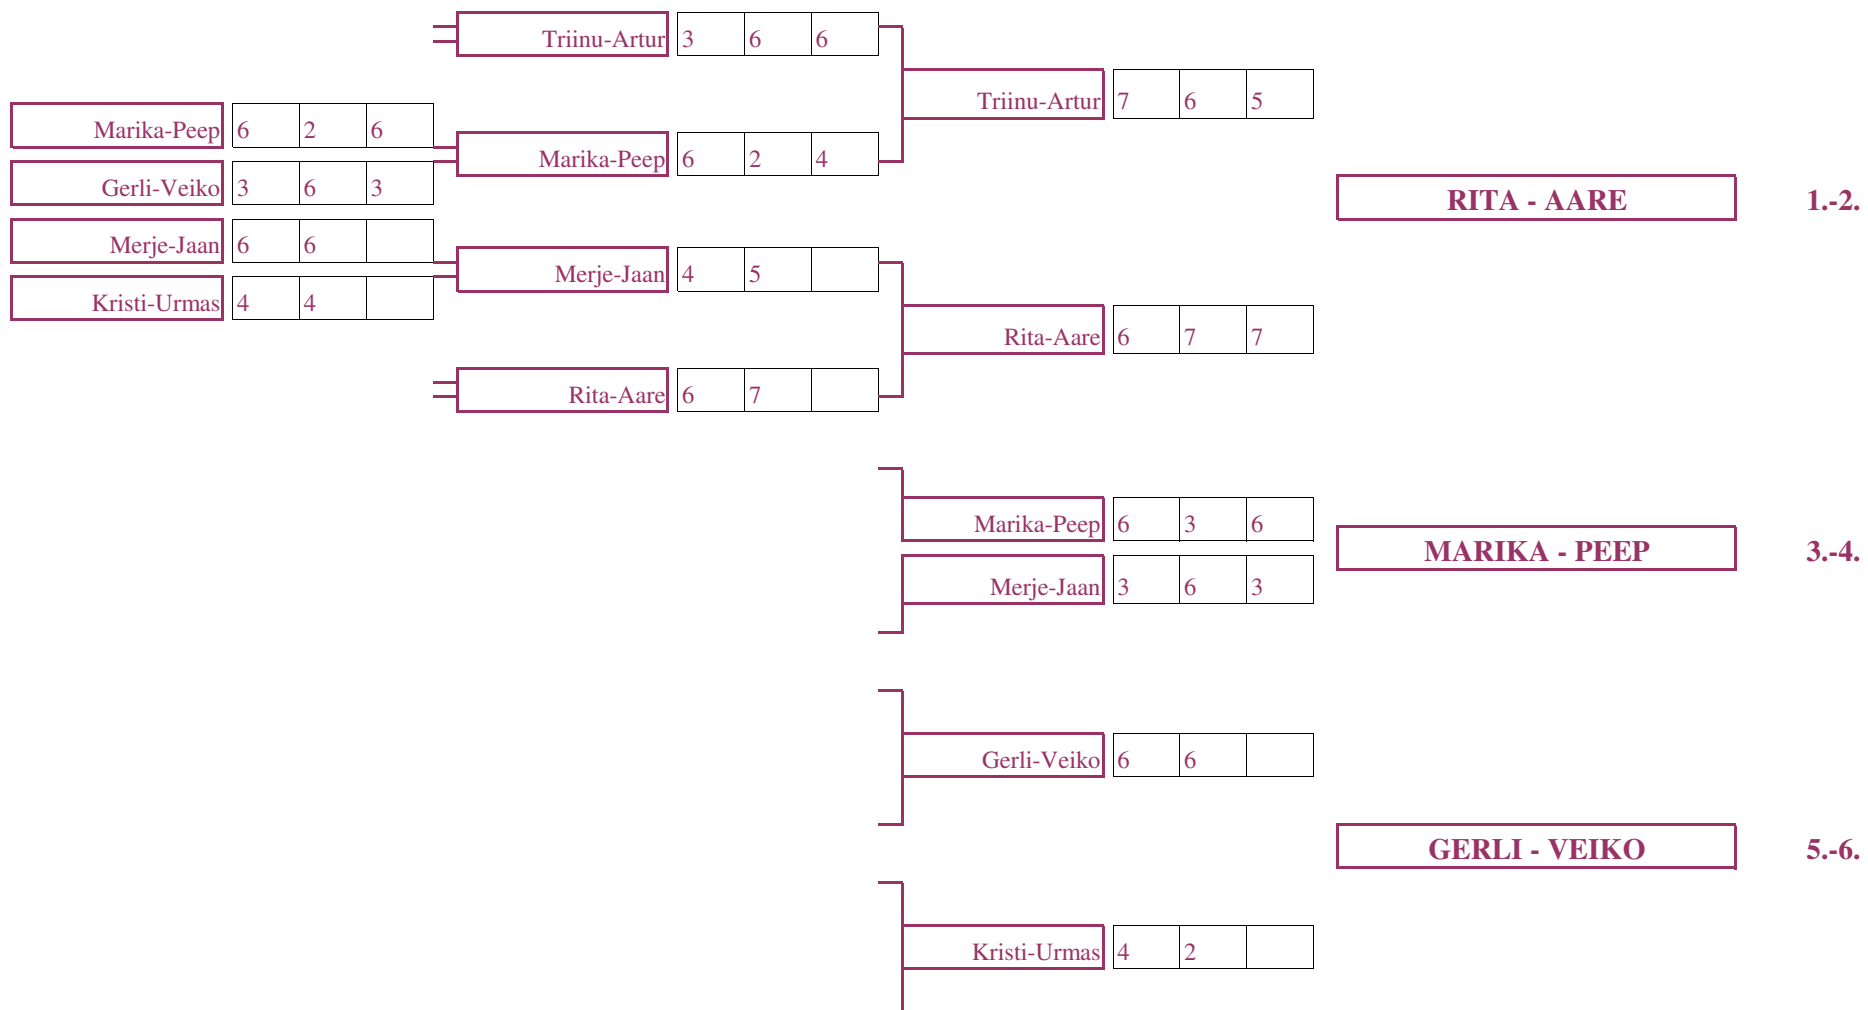 Triinu-Artur 3 6 6
Triinu-Artur 7 6 5
Marika-Peep 6 2 6
Marika-Peep 6 2 4
Gerli-Veiko 3 6 3
RITA - AARE 1.-2.
Merje-Jaan 6 6
Merje-Jaan 4 5
Kristi-Urmas 4 4
Rita-Aare 6 7 7
Rita-Aare 6 7
Marika-Peep 6 3 6
MARIKA - PEEP 3.-4.
Merje-Jaan 3 6 3
Gerli-Veiko 6 6
GERLI - VEIKO 5.-6.
Kristi-Urmas 4 2